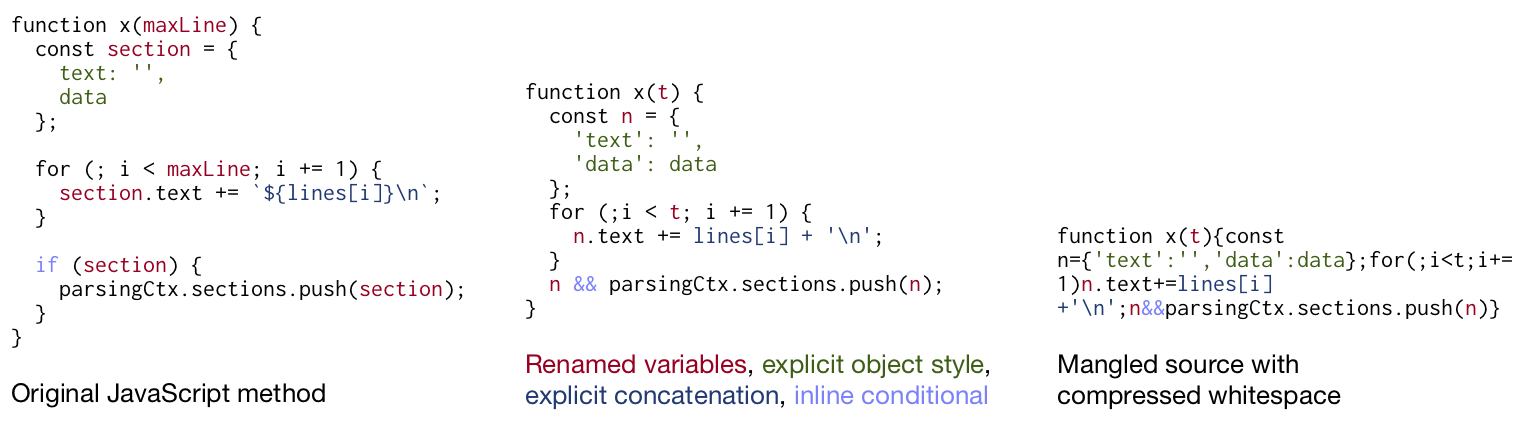 function x(maxLine) {
  const section = {
    text: '',
    data
  };

  for (; i < maxLine; i += 1) {
    section.text += `${lines[i]}\n`;
  }

  if (section) {
    parsingCtx.sections.push(section);
  }
}
Original JavaScript method
function x(t) {
  const n = {
    'text': '',
    'data': data
  };
  for (;i < t; i += 1) {
    n.text += lines[i] + '\n';
  }
  n && parsingCtx.sections.push(n);
}
Renamed variables, explicit object style,
explicit concatenation, inline conditional
function x(t){const
n={'text':'','data':data};for(;i<t;i+=
1)n.text+=lines[i]
+'\n';n&&parsingCtx.sections.push(n)}
Mangled source with
compressed whitespace